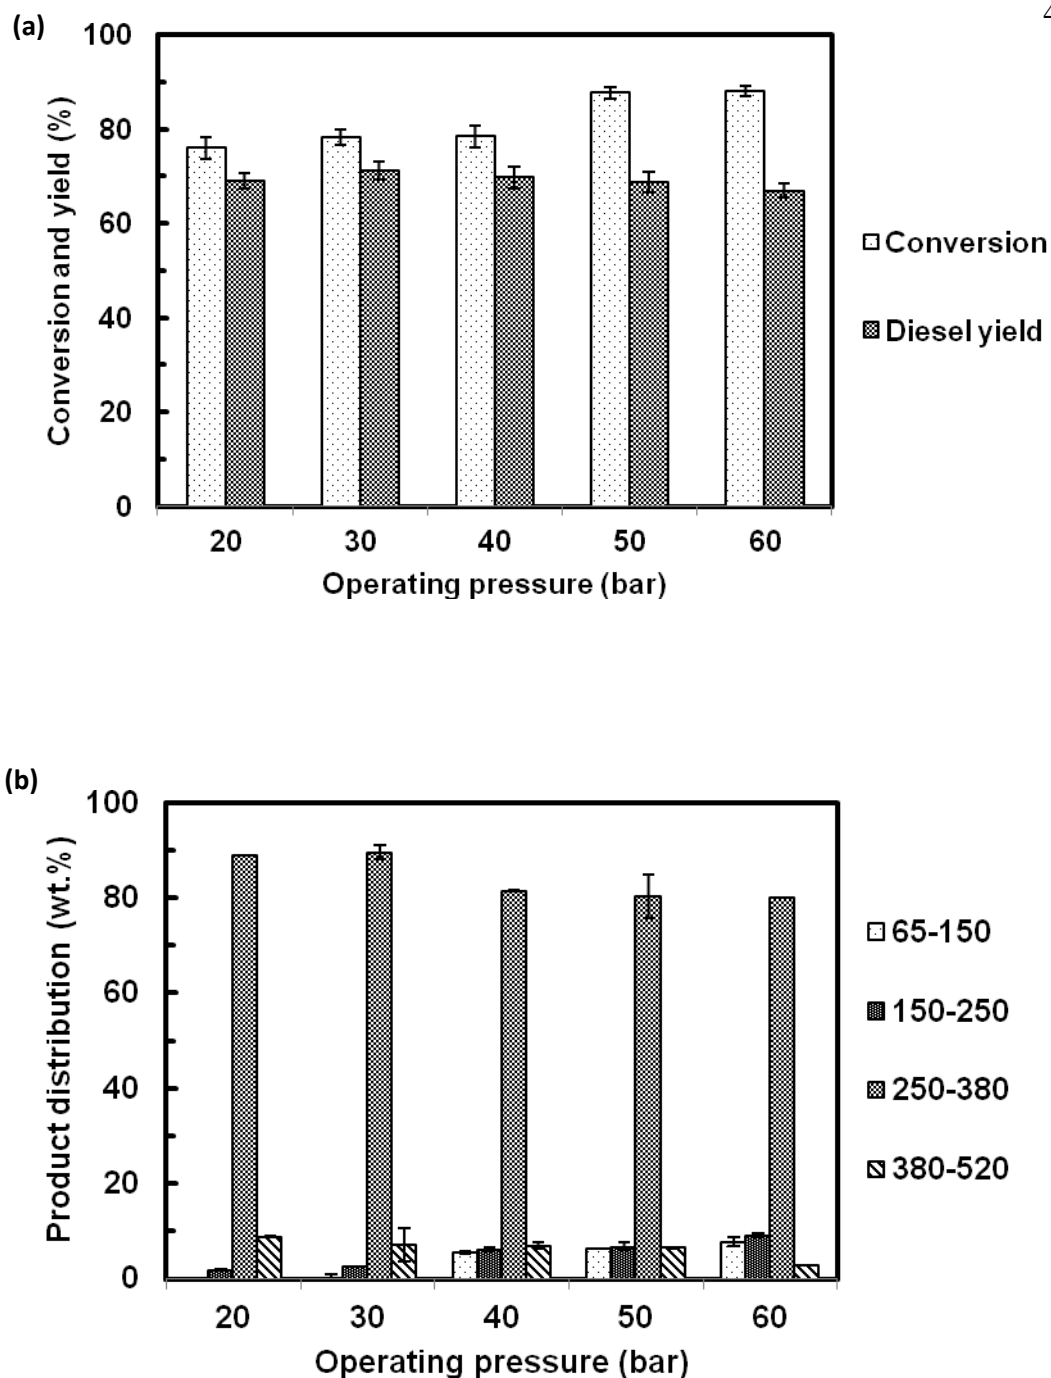 4
(a)
Conversion and yield (%)
100
80
60
40
20
0
20 30 40 50 60
Operating pressure (bar)
Conversion
Diesel yield
(b)
Product distribution (wt.%)
100
80
60
40
20
0
20 30 40 50 60
Operating pressure (bar)
65-150
150-250
250-380
380-520